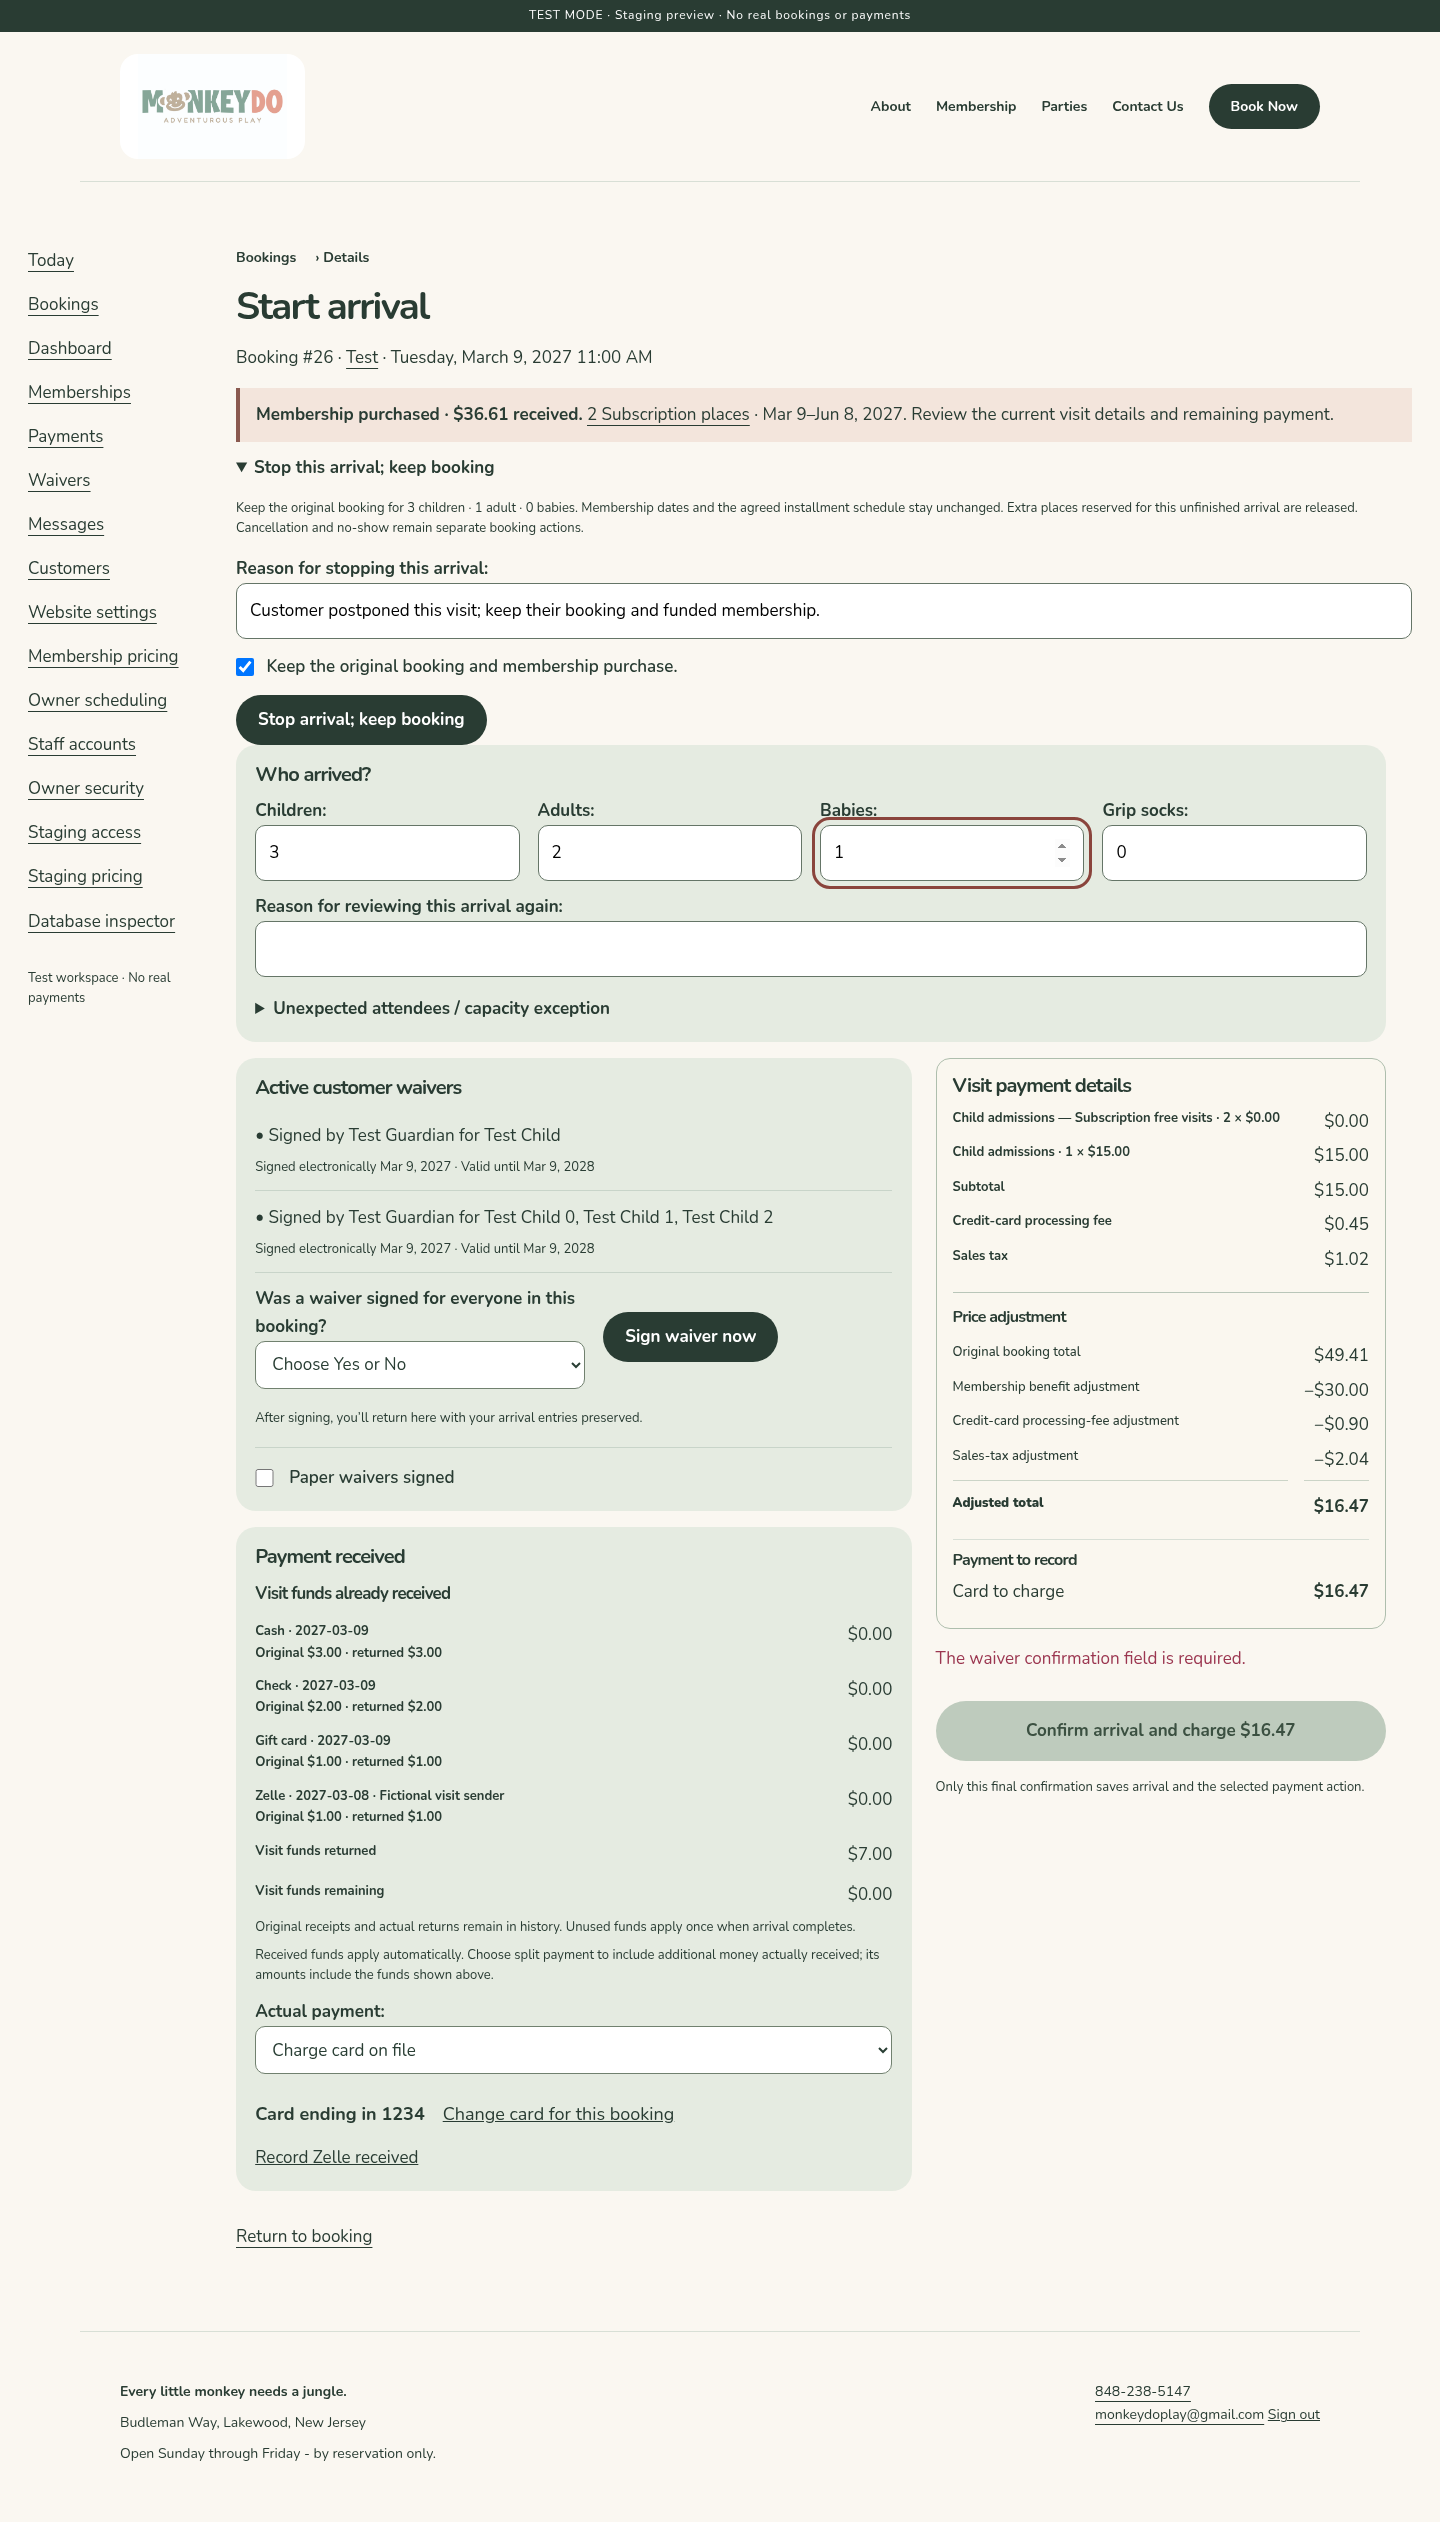 TEST MODE · Staging preview · No real bookings or payments
MONKEYDO
ADVENTUROUS PLAY
About
Membership
Parties
Contact Us
Book Now
Today
Bookings
Dashboard
Memberships
Payments
Waivers
Messages
Customers
Website settings
Membership pricing
Owner scheduling
Staff accounts
Owner security
Staging access
Staging pricing
Database inspector
Test workspace · No real
payments
Bookings › Details
Start arrival
Booking #26 · Test · Tuesday, March 9, 2027 11:00 AM
Membership purchased · $36.61 received. 2 Subscription places · Mar 9–Jun 8, 2027. Review the current visit details and remaining payment.
▼ Stop this arrival; keep booking
Keep the original booking for 3 children · 1 adult · 0 babies. Membership dates and the agreed installment schedule stay unchanged. Extra places reserved for this unfinished arrival are released.
Cancellation and no-show remain separate booking actions.
Reason for stopping this arrival:
Customer postponed this visit; keep their booking and funded membership.
Keep the original booking and membership purchase.
Stop arrival; keep booking
Who arrived?
Children:
3
Adults:
2
Babies:
1
Grip socks:
0
Reason for reviewing this arrival again:
▶ Unexpected attendees / capacity exception
Active customer waivers
• Signed by Test Guardian for Test Child
Signed electronically Mar 9, 2027 · Valid until Mar 9, 2028
• Signed by Test Guardian for Test Child 0, Test Child 1, Test Child 2
Signed electronically Mar 9, 2027 · Valid until Mar 9, 2028
Was a waiver signed for everyone in this
booking?
Choose Yes or No
Sign waiver now
After signing, you’ll return here with your arrival entries preserved.
Paper waivers signed
Payment received
Visit funds already received
Cash · 2027-03-09 $0.00
Original $3.00 · returned $3.00
Check · 2027-03-09 $0.00
Original $2.00 · returned $2.00
Gift card · 2027-03-09 $0.00
Original $1.00 · returned $1.00
Zelle · 2027-03-08 · Fictional visit sender $0.00
Original $1.00 · returned $1.00
Visit funds returned $7.00
Visit funds remaining $0.00
Original receipts and actual returns remain in history. Unused funds apply once when arrival completes.
Received funds apply automatically. Choose split payment to include additional money actually received; its
amounts include the funds shown above.
Actual payment:
Charge card on file
Card ending in 1234 Change card for this booking
Record Zelle received
Visit payment details
Child admissions — Subscription free visits · 2 × $0.00 $0.00
Child admissions · 1 × $15.00 $15.00
Subtotal $15.00
Credit-card processing fee $0.45
Sales tax $1.02
Price adjustment
Original booking total $49.41
Membership benefit adjustment –$30.00
Credit-card processing-fee adjustment –$0.90
Sales-tax adjustment –$2.04
Adjusted total $16.47
Payment to record
Card to charge $16.47
The waiver confirmation field is required.
Confirm arrival and charge $16.47
Only this final confirmation saves arrival and the selected payment action.
Return to booking
Every little monkey needs a jungle.
Budleman Way, Lakewood, New Jersey
Open Sunday through Friday - by reservation only.
848-238-5147
monkeydoplay@gmail.com Sign out